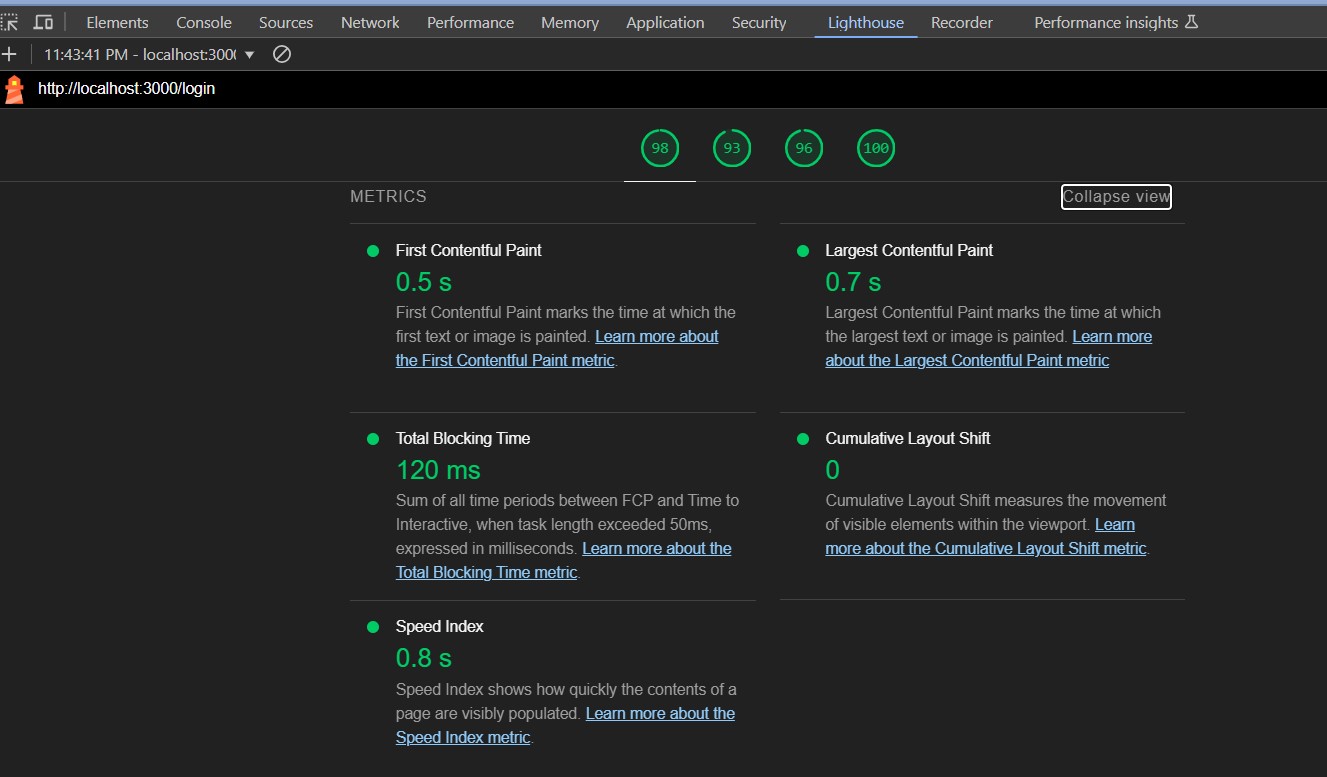 Elements Console Sources Network Performance Memory Application Security Lighthouse Recorder Performance insights
11:43:41 PM - localhost:3000
http://localhost:3000/login
98 93 96 100
METRICS
Collapse view
First Contentful Paint
0.5 s
First Contentful Paint marks the time at which the
first text or image is painted. Learn more about
the First Contentful Paint metric.
Largest Contentful Paint
0.7 s
Largest Contentful Paint marks the time at which
the largest text or image is painted. Learn more
about the Largest Contentful Paint metric
Total Blocking Time
120 ms
Sum of all time periods between FCP and Time to
Interactive, when task length exceeded 50ms,
expressed in milliseconds. Learn more about the
Total Blocking Time metric.
Cumulative Layout Shift
0
Cumulative Layout Shift measures the movement
of visible elements within the viewport. Learn
more about the Cumulative Layout Shift metric.
Speed Index
0.8 s
Speed Index shows how quickly the contents of a
page are visibly populated. Learn more about the
Speed Index metric.